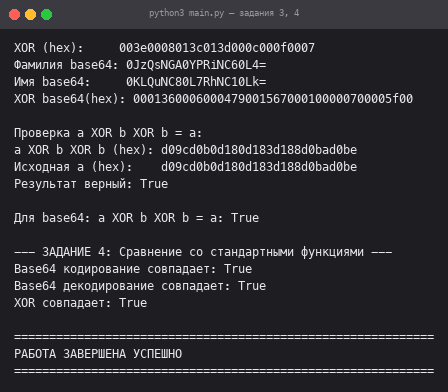 python3 main.py — задания 3, 4
XOR (hex):     003e0008013c013d000c000f0007
Фамилия base64: 0JzQsNGA0YPRiNC60L4=
Имя base64:     0KLQuNC80L7RhNC10Lk=
XOR base64(hex): 0001360006000479001567000100000700005f00
Проверка a XOR b XOR b = a:
a XOR b XOR b (hex): d09cd0b0d180d183d188d0bad0be
Исходная a (hex):    d09cd0b0d180d183d188d0bad0be
Результат верный: True
Для base64: a XOR b XOR b = a: True
——— ЗАДАНИЕ 4: Сравнение со стандартными функциями ———
Base64 кодирование совпадает: True
Base64 декодирование совпадает: True
XOR совпадает: True
============================================================
РАБОТА ЗАВЕРШЕНА УСПЕШНО
============================================================